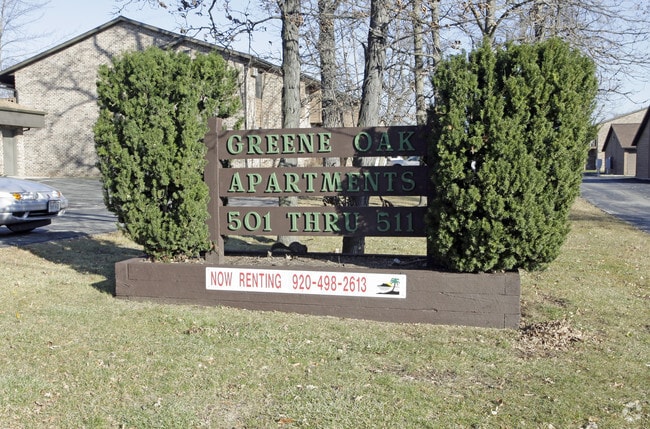 GREENE OAK
APARTMENTS
501 THRU 511
NOW RENTING 920-498-2613